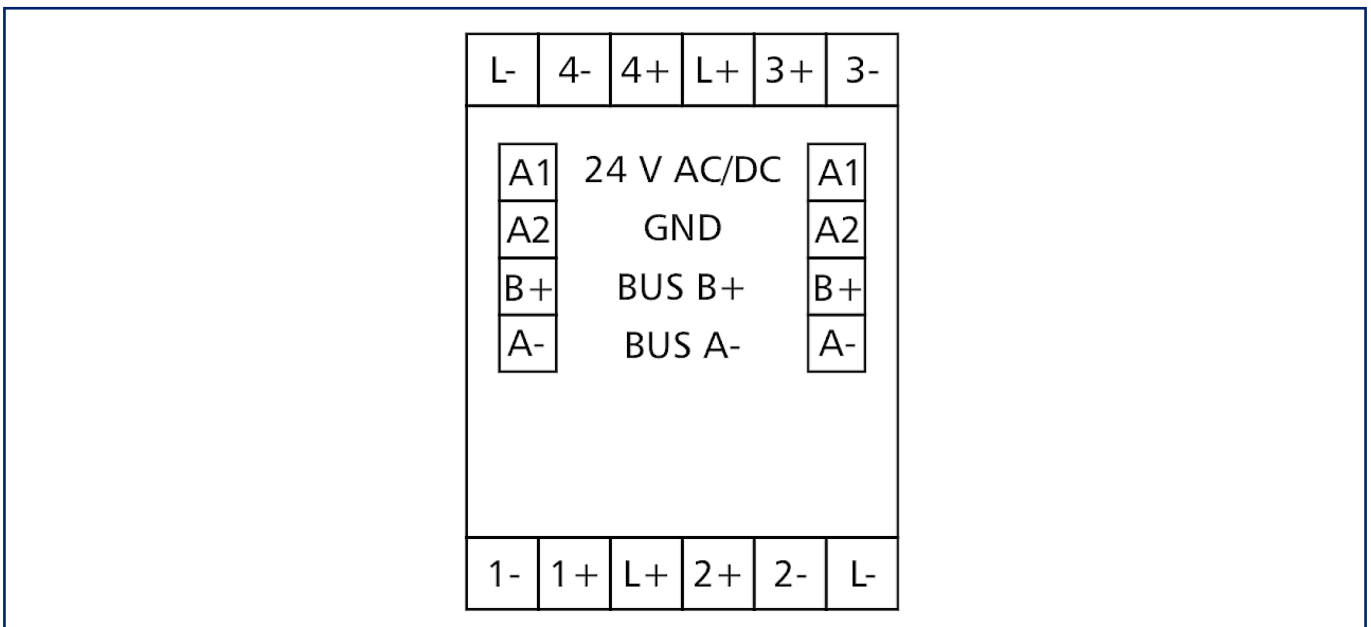 L- 4- 4+ L+ 3+ 3-
A1 24 V AC/DC A1
A2 GND A2
B+ BUS B+ B+
A- BUS A- A-
1- 1+ L+ 2+ 2- L-